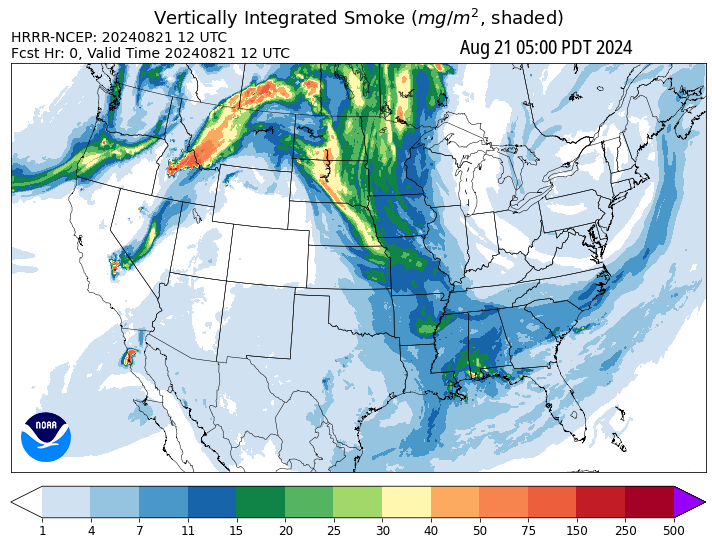 Vertically Integrated Smoke (mg/m², shaded)
HRRR-NCEP: 20240821 12 UTC
Fcst Hr: 0, Valid Time 20240821 12 UTC
Aug 21 05:00 PDT 2024
NOAA
1 4 7 11 15 20 25 30 40 50 75 150 250 500